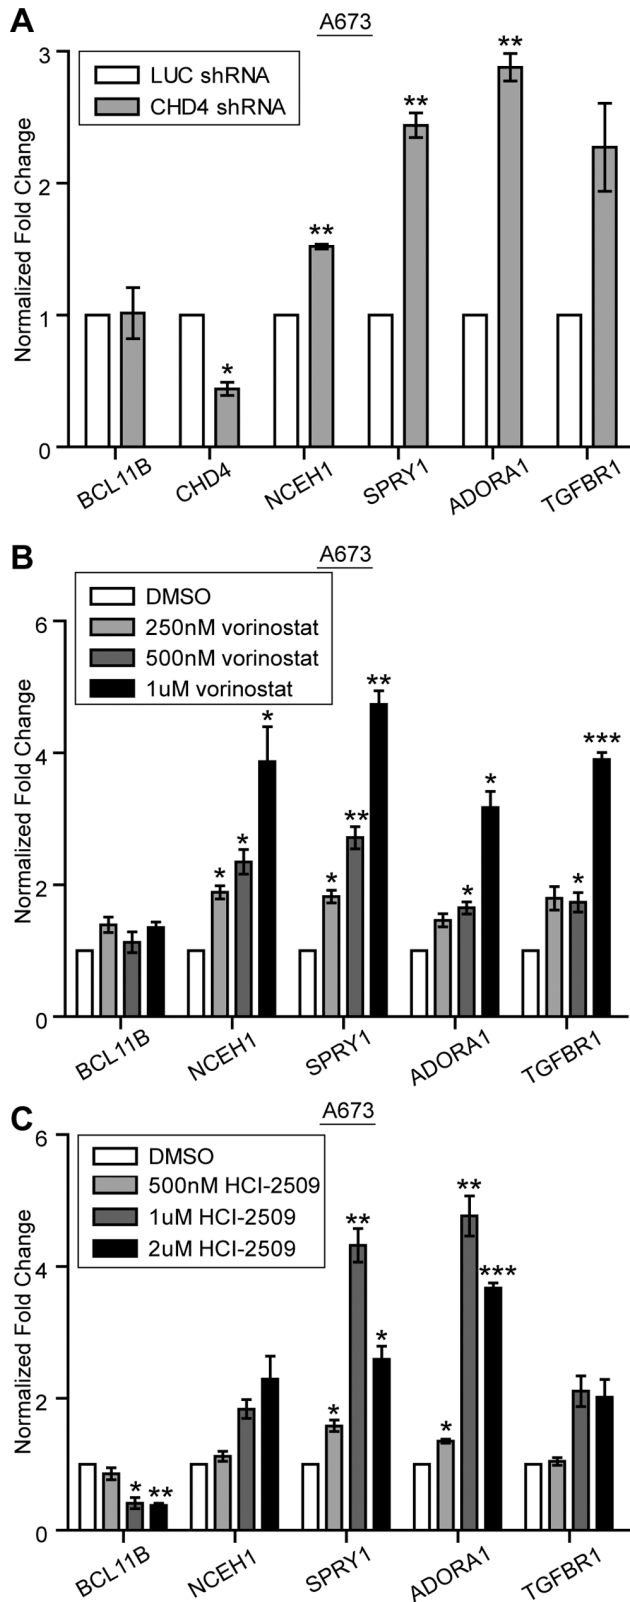 A
A673
LUC shRNA
CHD4 shRNA
Normalized Fold Change
3
2
1
0
*
**
**
**
BCL11B
CHD4
NCEH1
SPRY1
ADORA1
TGFBR1
B
A673
DMSO
250nM vorinostat
500nM vorinostat
1uM vorinostat
Normalized Fold Change
6
4
2
0
*
*
*
*
**
**
*
*
*
***
BCL11B
NCEH1
SPRY1
ADORA1
TGFBR1
C
A673
DMSO
500nM HCI-2509
1uM HCI-2509
2uM HCI-2509
Normalized Fold Change
6
4
2
0
*
**
*
**
*
*
**
***
BCL11B
NCEH1
SPRY1
ADORA1
TGFBR1